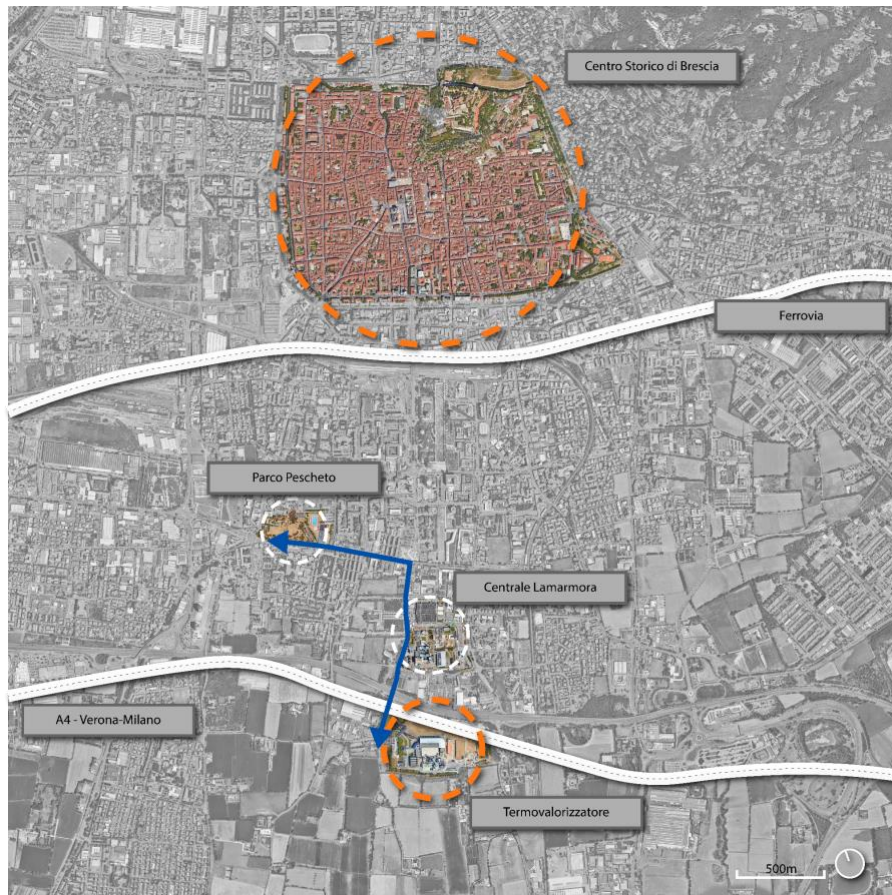 Centro Storico di Brescia
Ferrovia
Parco Pescheto
Centrale Lamarmora
A4 - Verona-Milano
Termovalorizzatore
500m